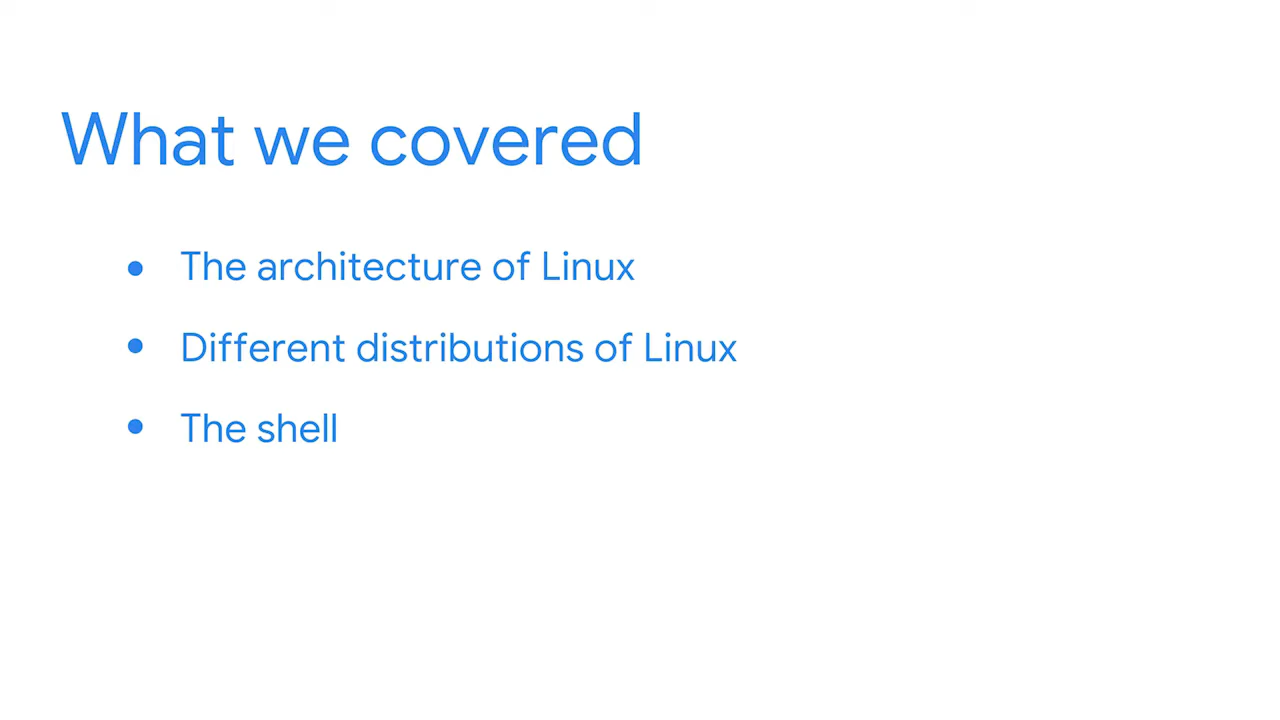 What we covered
• The architecture of Linux
• Different distributions of Linux
• The shell